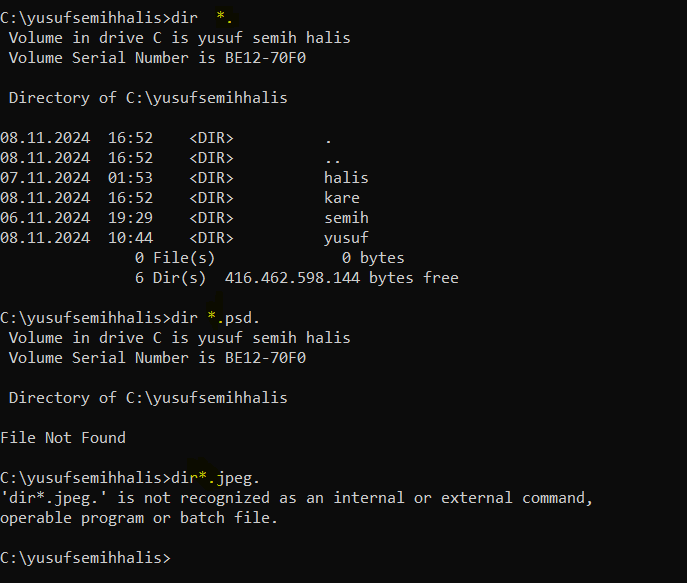 C:\yusufsemihhalis>dir  *.
 Volume in drive C is yusuf semih halis
 Volume Serial Number is BE12-70F0
 Directory of C:\yusufsemihhalis
08.11.2024  16:52    <DIR>          .
08.11.2024  16:52    <DIR>          ..
07.11.2024  01:53    <DIR>          halis
08.11.2024  16:52    <DIR>          kare
06.11.2024  19:29    <DIR>          semih
08.11.2024  10:44    <DIR>          yusuf
               0 File(s)              0 bytes
               6 Dir(s)  416.462.598.144 bytes free
C:\yusufsemihhalis>dir *.psd.
 Volume in drive C is yusuf semih halis
 Volume Serial Number is BE12-70F0
 Directory of C:\yusufsemihhalis
File Not Found
C:\yusufsemihhalis>dir*.jpeg.
'dir*.jpeg.' is not recognized as an internal or external command,
operable program or batch file.
C:\yusufsemihhalis>